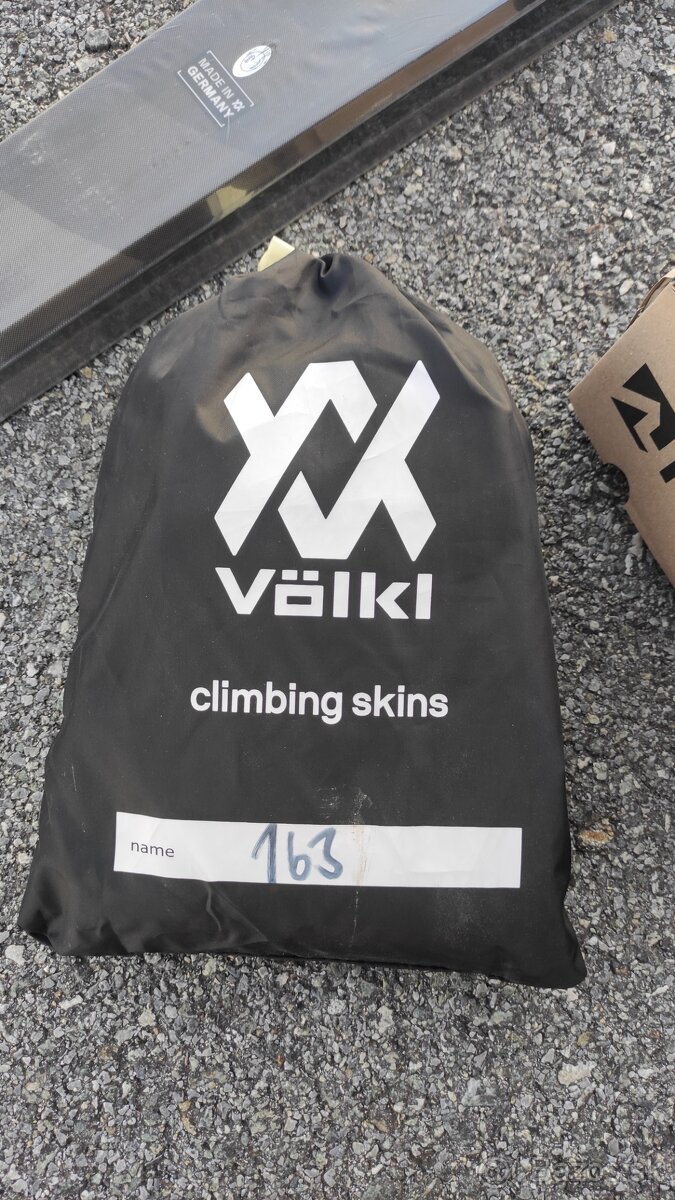 MADE IN
GERMANY
Völkl
climbing skins
name 163